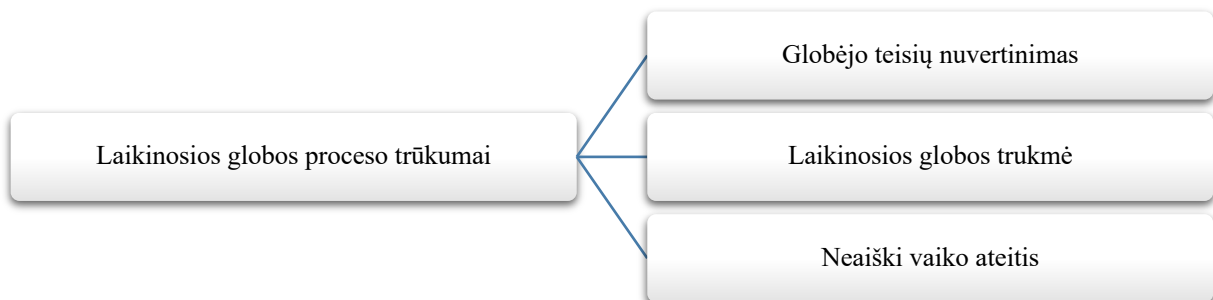 Globėjo teisių nuvertinimas
Laikinosios globos proceso trūkumai
Laikinosios globos trukmė
Neaiški vaiko ateitis